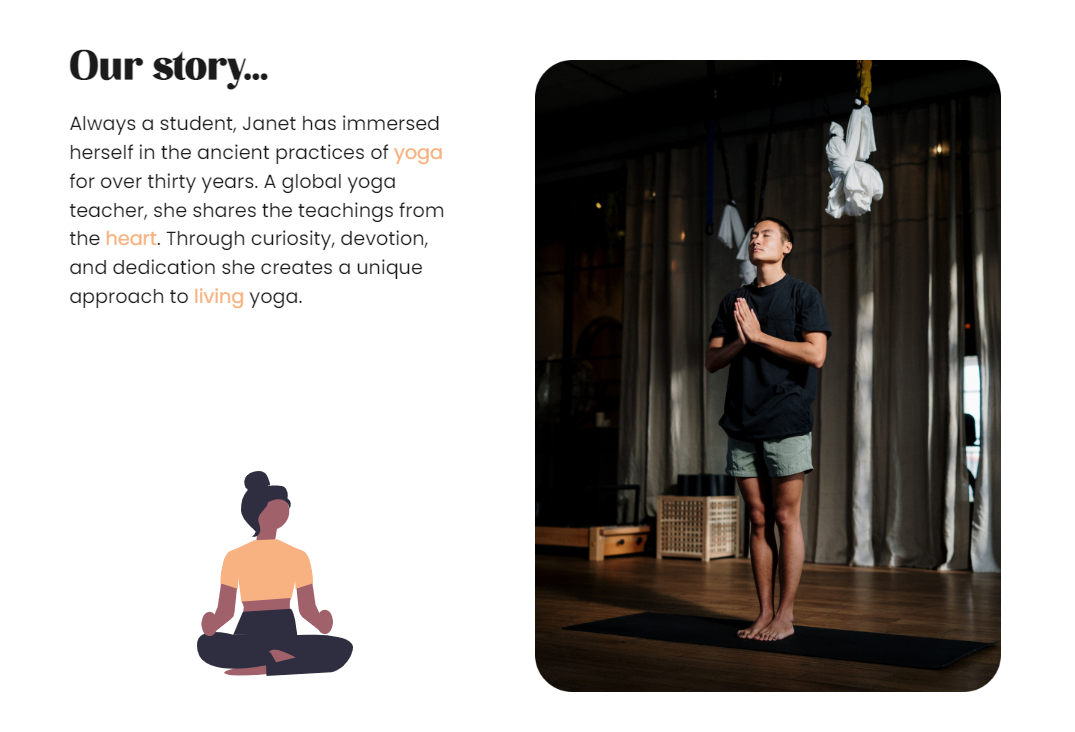 Our story...
Always a student, Janet has immersed
herself in the ancient practices of yoga
for over thirty years. A global yoga
teacher, she shares the teachings from
the heart. Through curiosity, devotion,
and dedication she creates a unique
approach to living yoga.